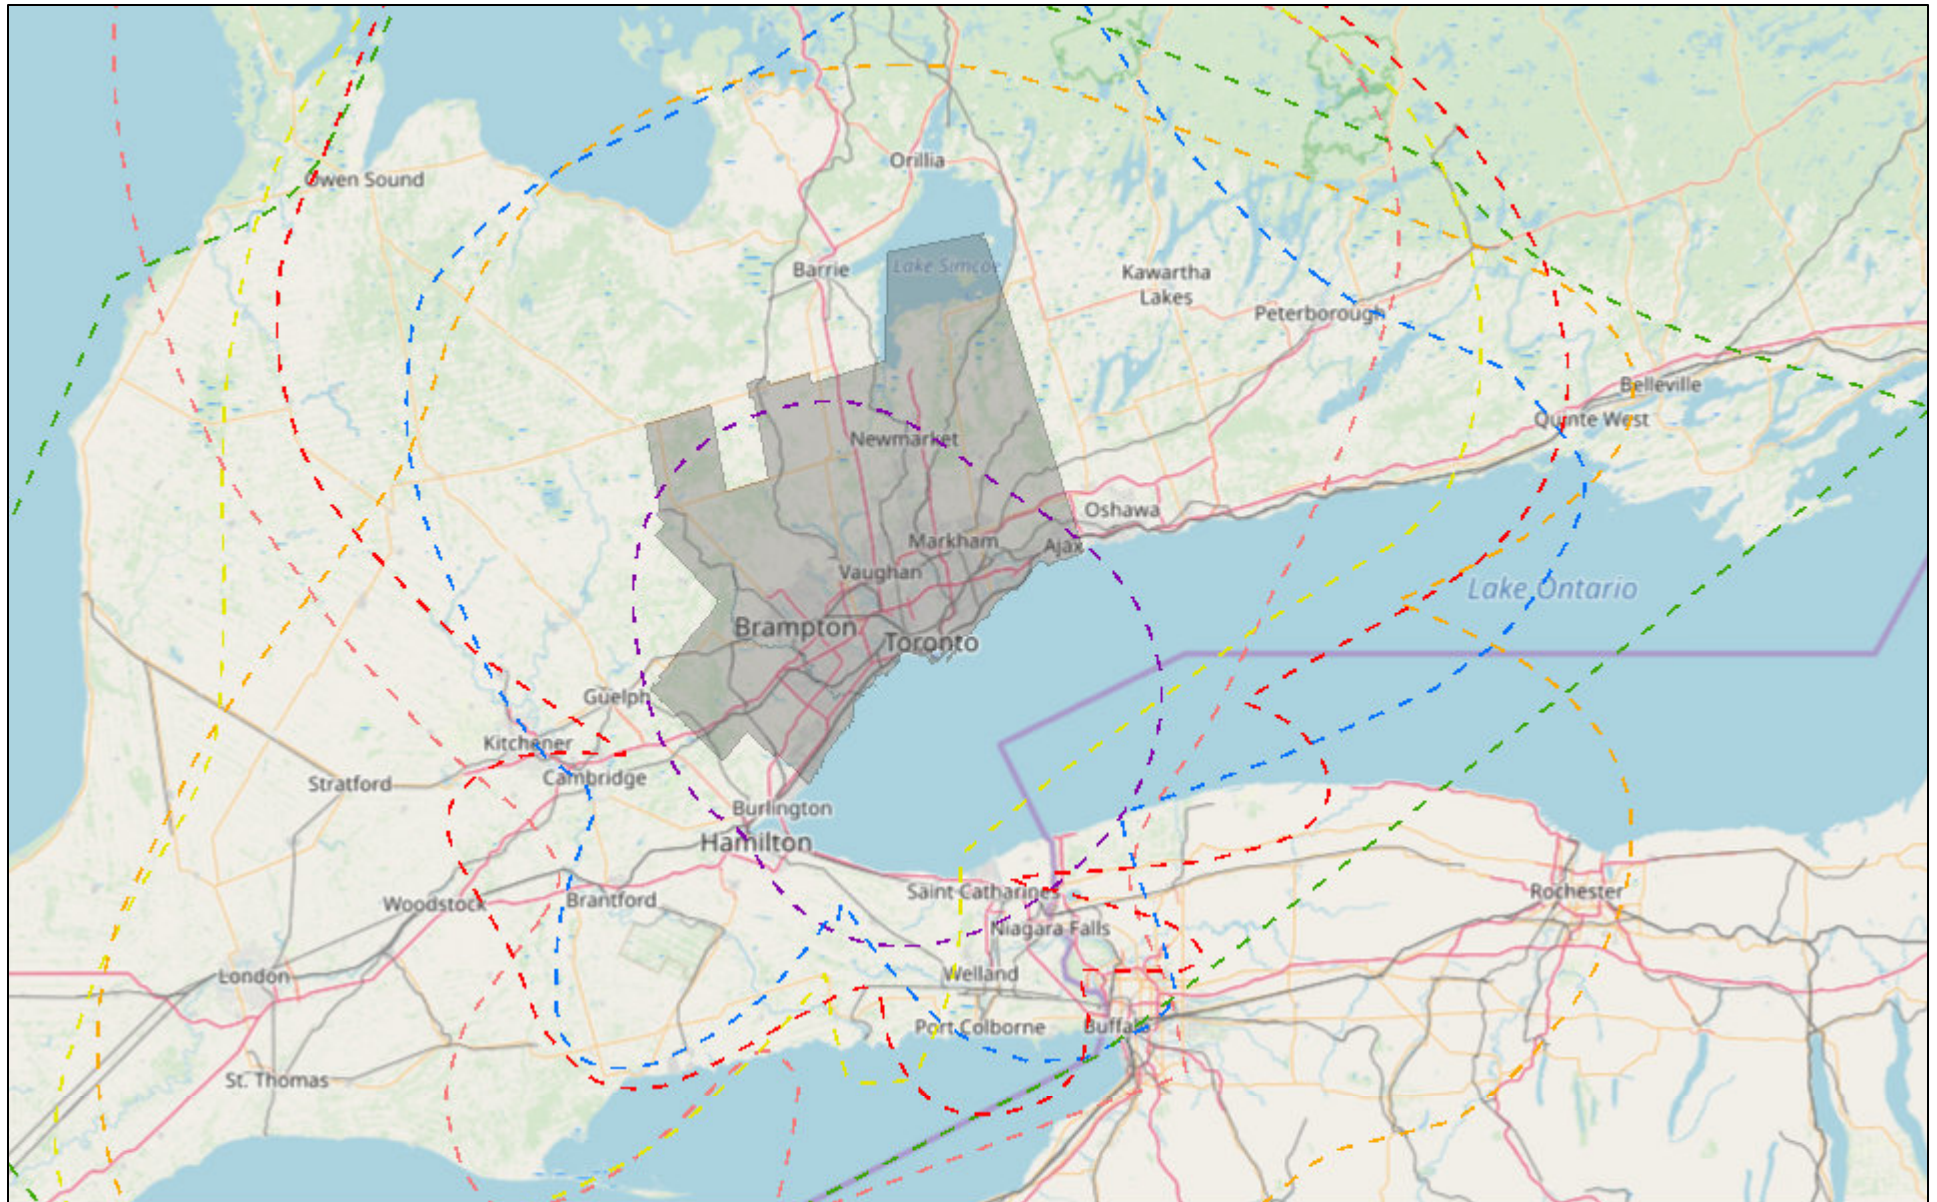 Orillia
Owen Sound
Barrie
Lake Simcoe
Kawartha
Lakes
Peterborough
Belleville
Quinte West
Newmarket
Oshawa
Markham
Ajax
Vaughan
Lake Ontario
Brampton
Toronto
Guelph
Kitchener
Cambridge
Stratford
Burlington
Hamilton
Saint Catharines
Rochester
Woodstock
Brantford
Niagara Falls
London
Welland
Port Colborne
Buffalo
St. Thomas